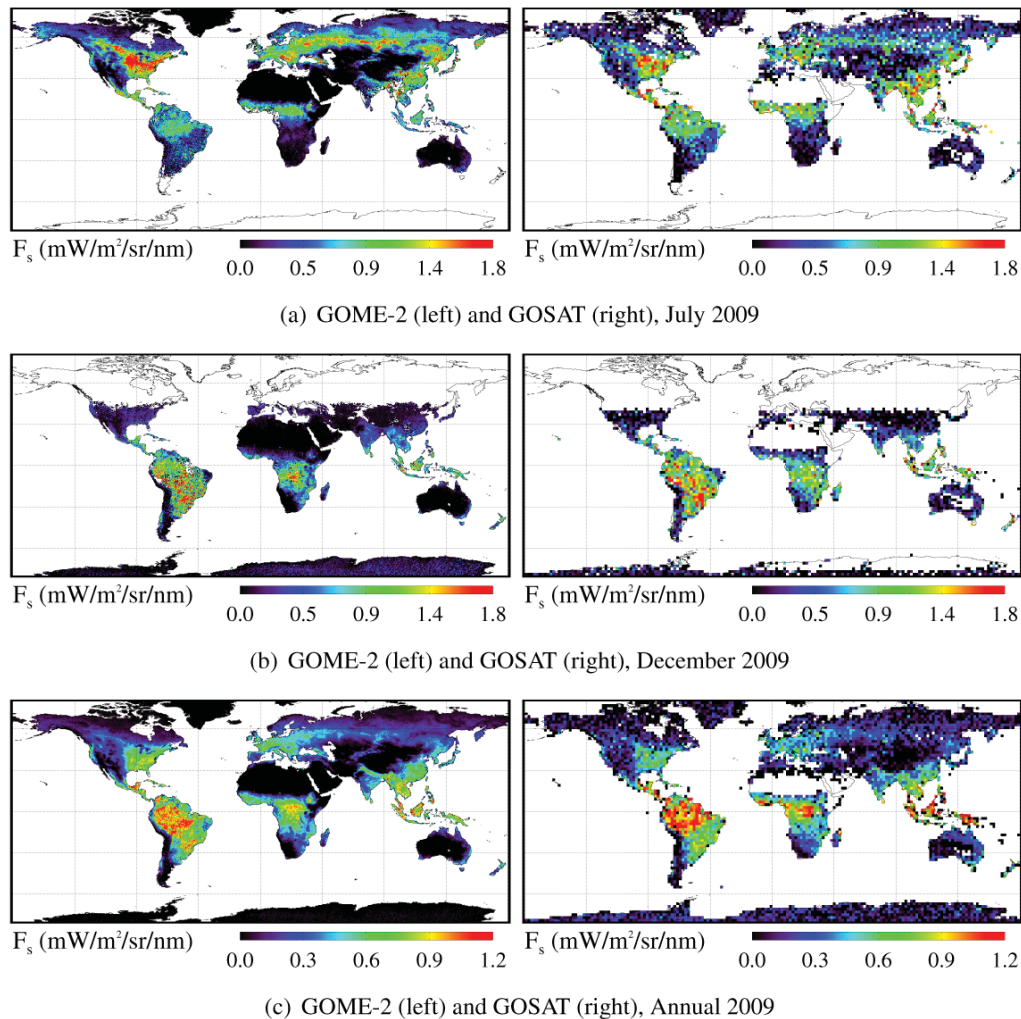 F_s (mW/m²/sr/nm) 0.0 0.5 0.9 1.4 1.8
F_s (mW/m²/sr/nm) 0.0 0.5 0.9 1.4 1.8
(a) GOME-2 (left) and GOSAT (right), July 2009
F_s (mW/m²/sr/nm) 0.0 0.5 0.9 1.4 1.8
F_s (mW/m²/sr/nm) 0.0 0.5 0.9 1.4 1.8
(b) GOME-2 (left) and GOSAT (right), December 2009
F_s (mW/m²/sr/nm) 0.0 0.3 0.6 0.9 1.2
F_s (mW/m²/sr/nm) 0.0 0.3 0.6 0.9 1.2
(c) GOME-2 (left) and GOSAT (right), Annual 2009